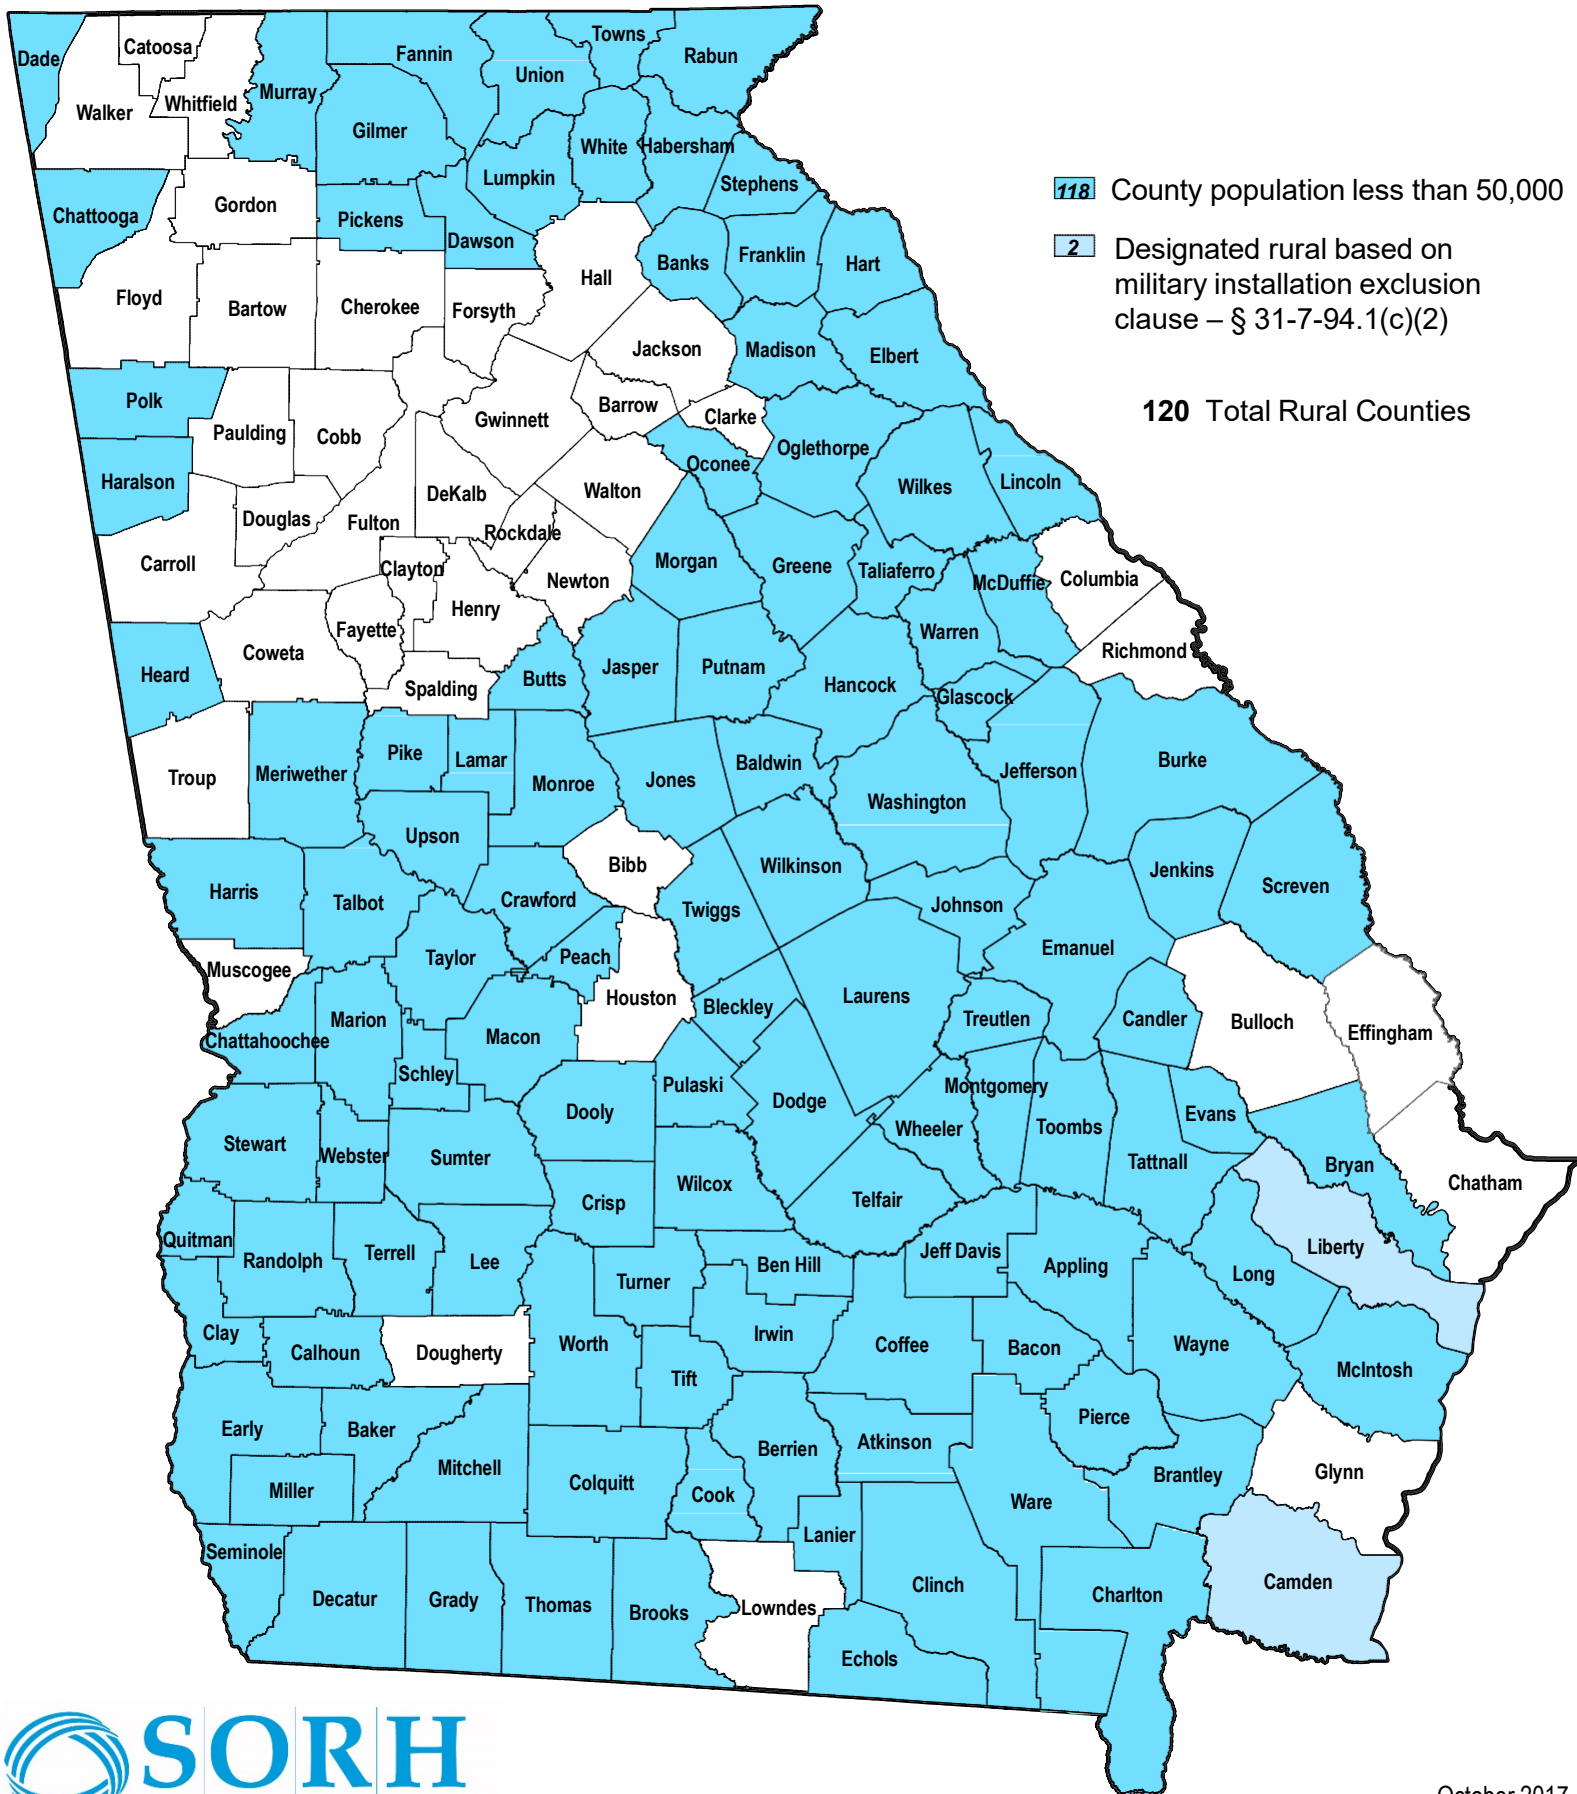 Dade
Catoosa
Fannin
Towns
Rabun
Union
Walker
Whitfield
Murray
Gilmer
White
Habersham
Lumpkin
Stephens
Chattooga
Gordon
Pickens
Dawson
Banks
Franklin
Hart
Hall
Floyd
Bartow
Cherokee
Forsyth
Jackson
Madison
Elbert
118 County population less than 50,000
2 Designated rural based on
military installation exclusion
clause – § 31-7-94.1(c)(2)
120 Total Rural Counties
Polk
Paulding
Cobb
Gwinnett
Barrow
Clarke
Oglethorpe
Oconee
Haralson
Douglas
Fulton
DeKalb
Rockdale
Walton
Wilkes
Lincoln
Carroll
Clayton
Henry
Newton
Morgan
Greene
Taliaferro
McDuffie
Columbia
Heard
Coweta
Fayette
Spalding
Butts
Jasper
Putnam
Hancock
Warren
Glascock
Richmond
Troup
Meriwether
Pike
Lamar
Monroe
Jones
Baldwin
Washington
Jefferson
Burke
Upson
Bibb
Wilkinson
Twiggs
Johnson
Jenkins
Screven
Harris
Talbot
Crawford
Taylor
Peach
Emanuel
Muscogee
Houston
Bleckley
Laurens
Treutlen
Candler
Bulloch
Effingham
Chattahoochee
Marion
Schley
Macon
Pulaski
Dodge
Montgomery
Wheeler
Toombs
Evans
Tattnall
Bryan
Chatham
Stewart
Webster
Sumter
Dooly
Crisp
Wilcox
Telfair
Quitman
Randolph
Terrell
Lee
Turner
Ben Hill
Jeff Davis
Appling
Long
Liberty
Clay
Calhoun
Dougherty
Worth
Tift
Irwin
Coffee
Bacon
Wayne
McIntosh
Early
Baker
Mitchell
Miller
Colquitt
Cook
Berrien
Atkinson
Pierce
Ware
Brantley
Glynn
Seminole
Decatur
Grady
Thomas
Brooks
Lowndes
Lanier
Clinch
Echols
Charlton
Camden
SORH
October 2017